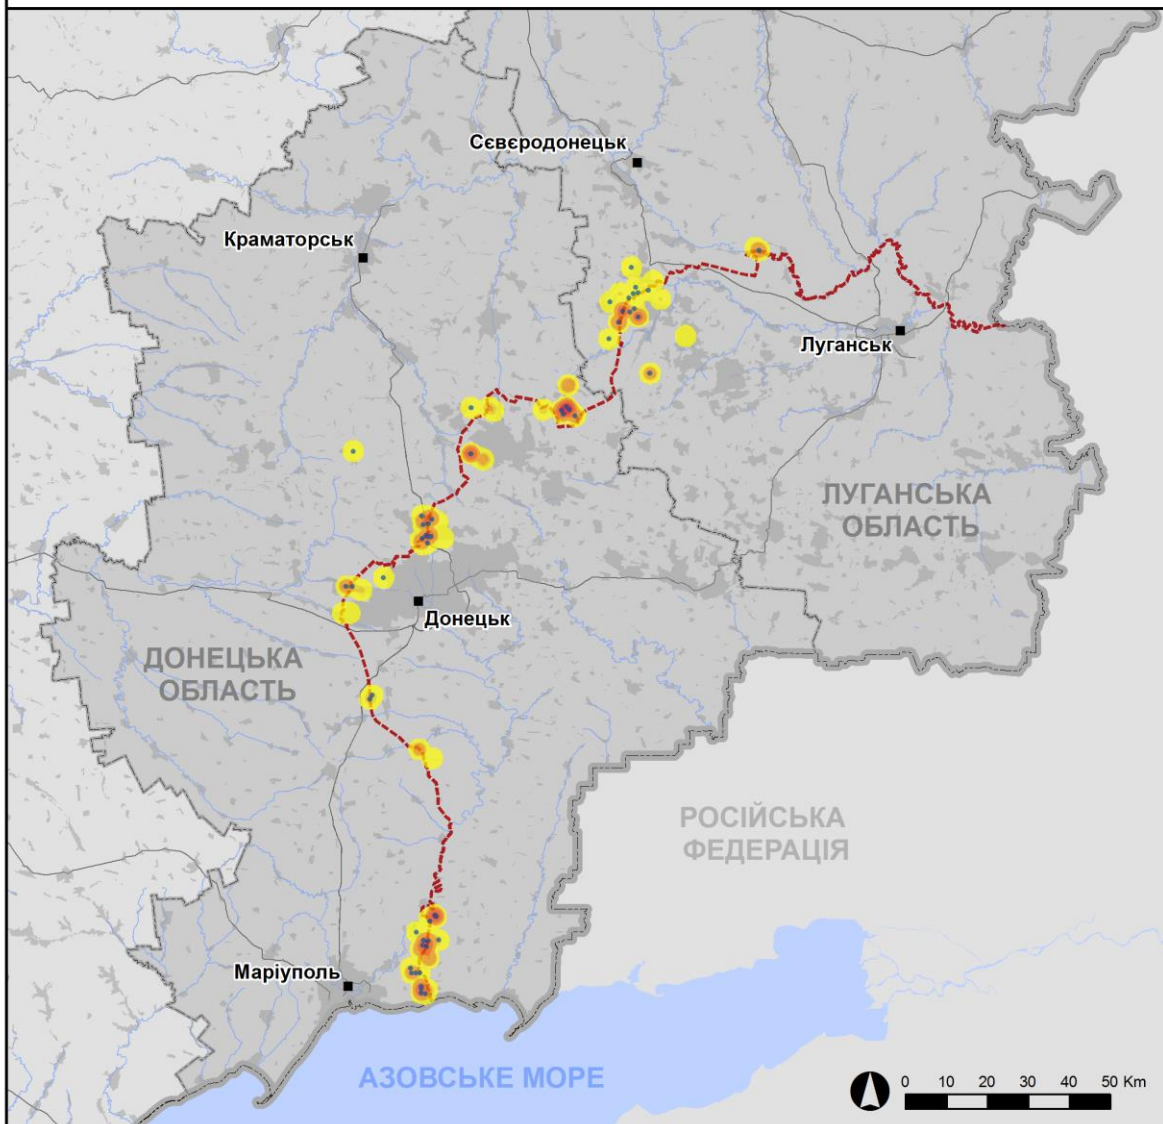 Сєвєродонецьк
Краматорськ
Луганськ
ЛУГАНСЬКА
ОБЛАСТЬ
Донецьк
ДОНЕЦЬКА
ОБЛАСТЬ
РОСІЙСЬКА
ФЕДЕРАЦІЯ
Маріуполь
АЗОВСЬКЕ МОРЕ
0 10 20 30 40 50 Km